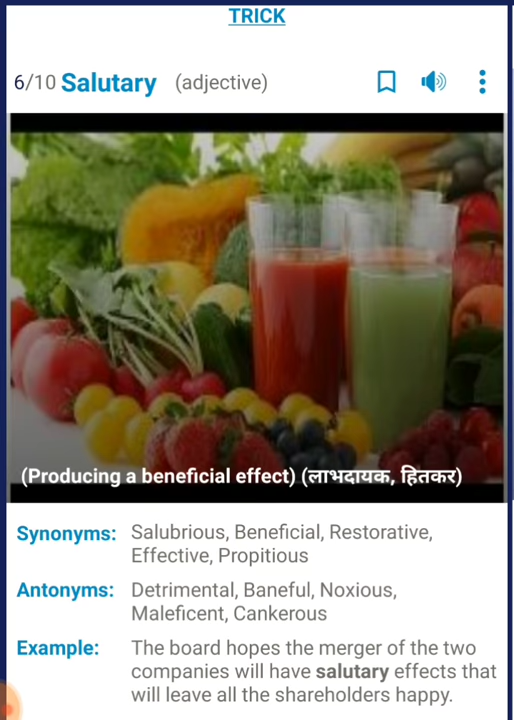 TRICK
6/10 Salutary (adjective)
(Producing a beneficial effect) (लाभदायक, हितकर)
Synonyms: Salubrious, Beneficial, Restorative,
Effective, Propitious
Antonyms: Detrimental, Baneful, Noxious,
Maleficent, Cankerous
Example: The board hopes the merger of the two
companies will have salutary effects that
will leave all the shareholders happy.